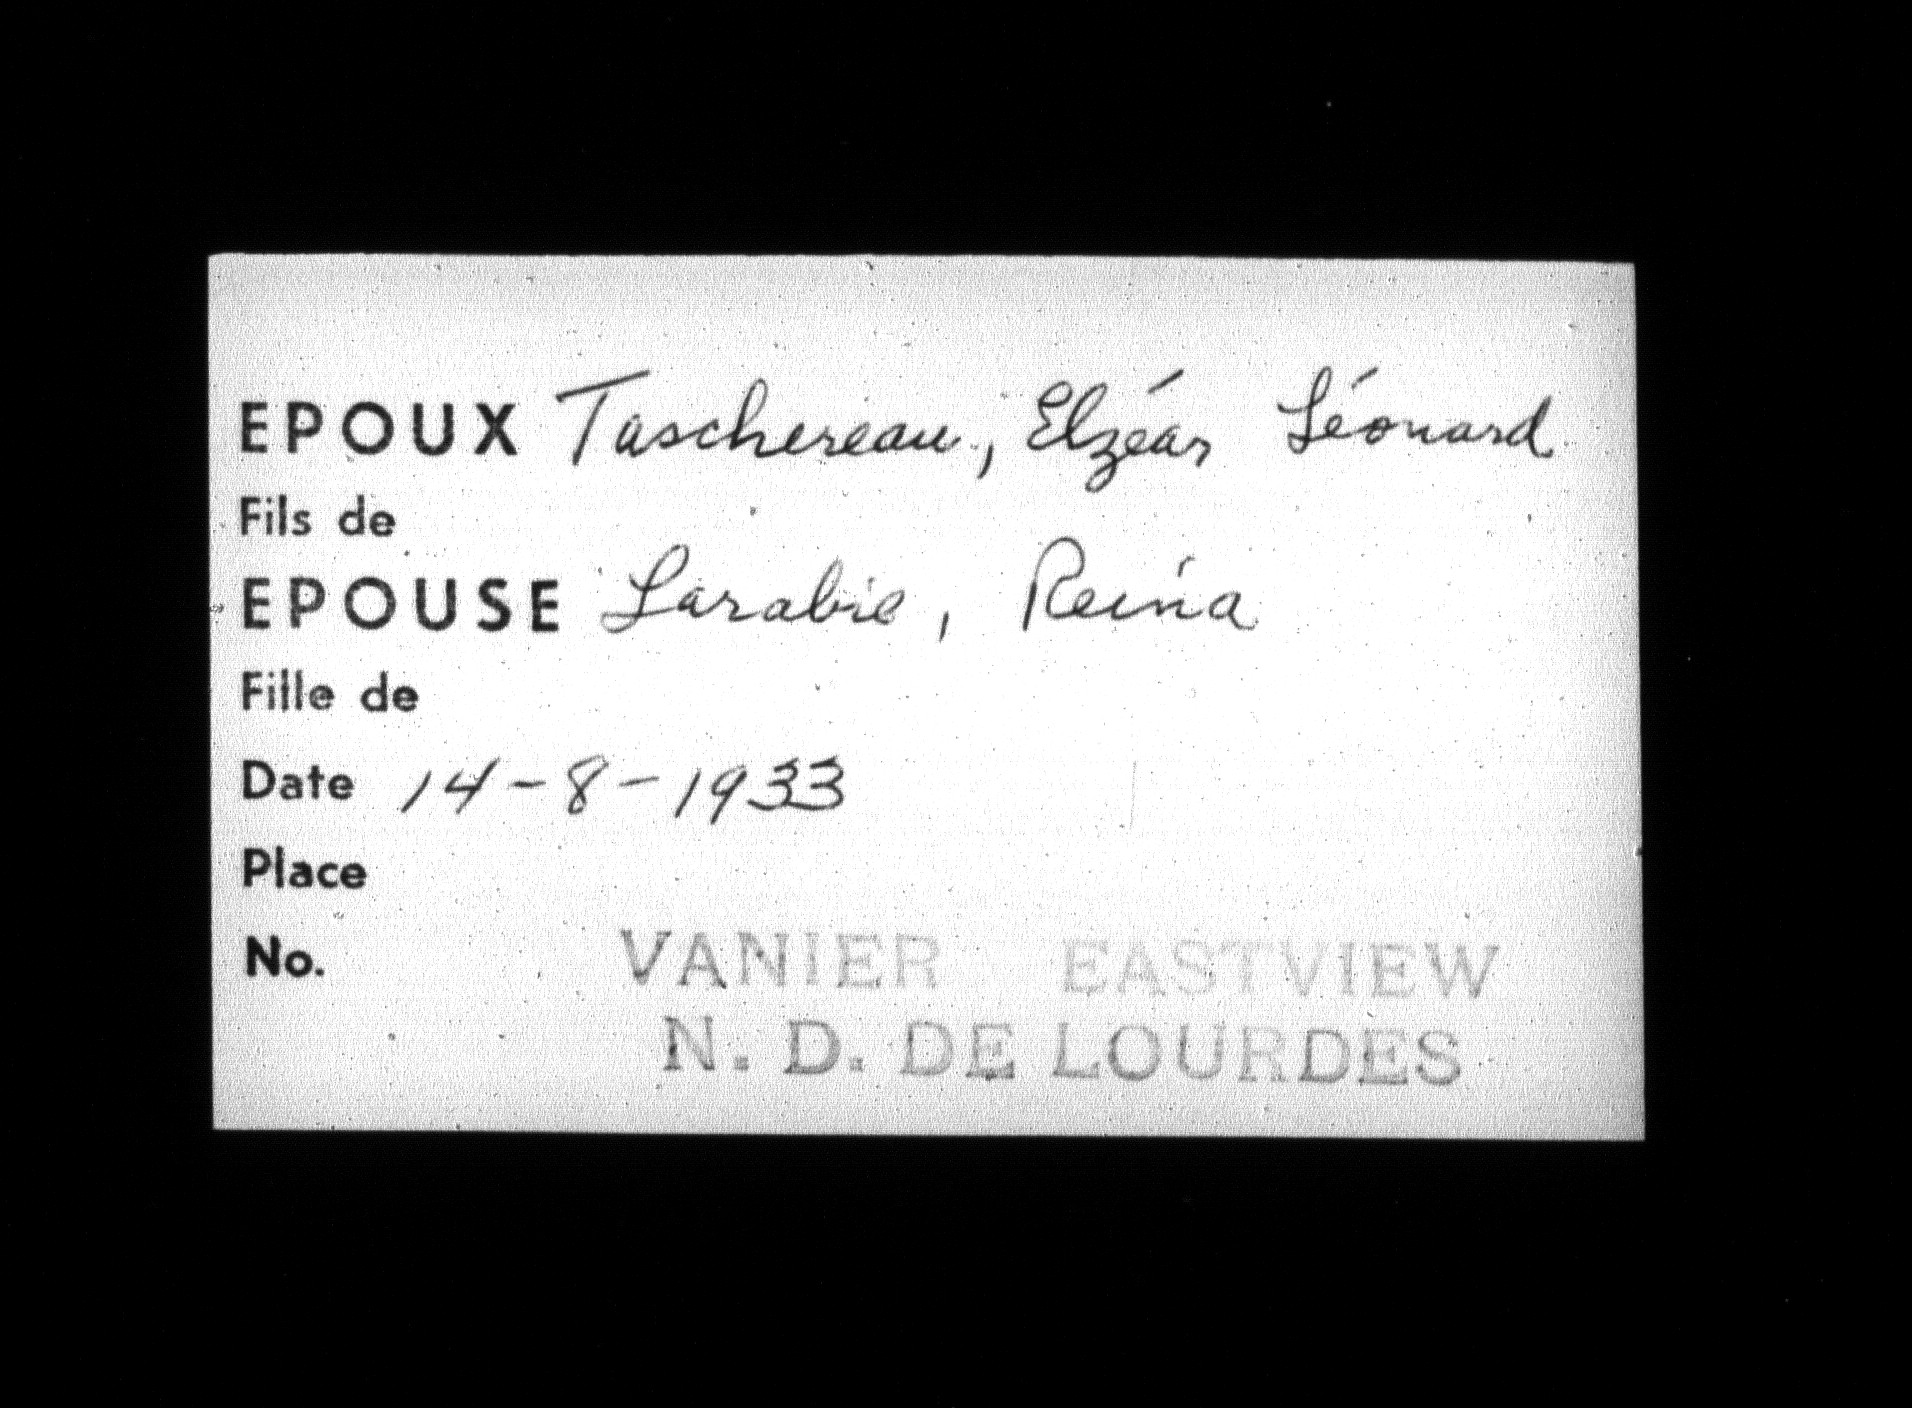 EPOUX Taschereau, Elzéar Léonard
Fils de
EPOUSE Larabie, Reina
Fille de
Date 14-8-1933
Place
No.
VANIER EASTVIEW
N. D. DE LOURDES